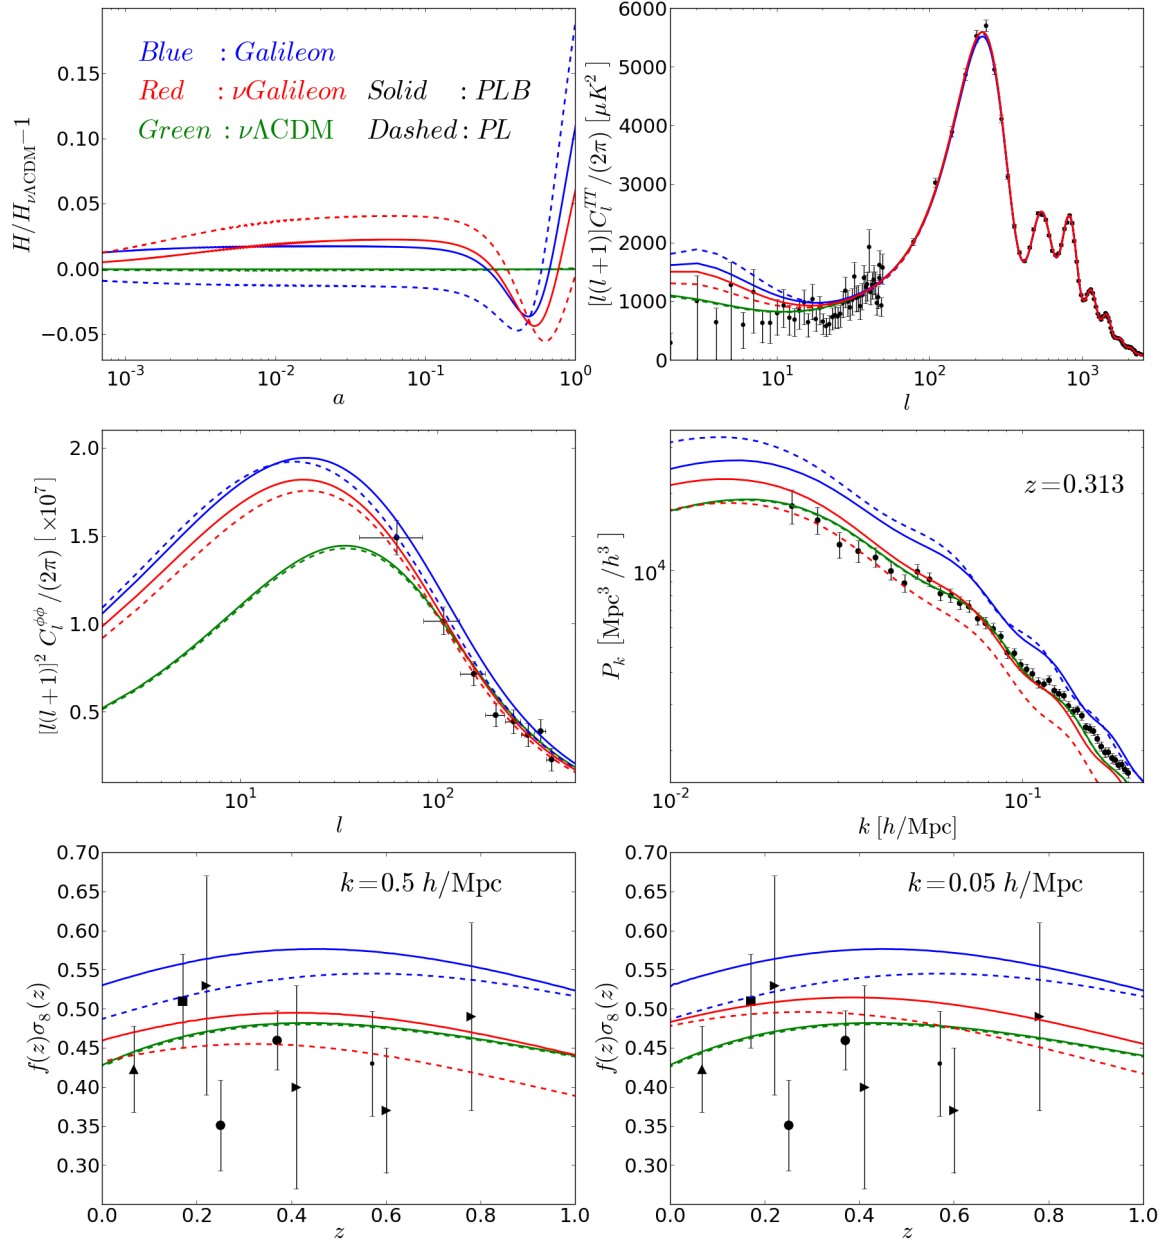 H/H_{νΛCDM}−1
0.15
0.10
0.05
0.00
−0.05
Blue : Galileon
Red : νGalileon Solid : PLB
Green : νΛCDM Dashed : PL
10^{-3} 10^{-2} 10^{-1} 10^{0}
a
[l(l+1)]C_l^{TT}/(2π) [μK^2]
6000
5000
4000
3000
2000
1000
0
10^1 10^2 10^3
l
[l(l+1)]^2 C_l^{φφ}/(2π) [×10^7]
2.0
1.5
1.0
0.5
10^1 10^2
l
P_k [Mpc^3/h^3]
z=0.313
10^4
10^{-2} 10^{-1}
k [h/Mpc]
f(z)σ_8(z)
k=0.5 h/Mpc
0.70
0.65
0.60
0.55
0.50
0.45
0.40
0.35
0.30
0.0 0.2 0.4 0.6 0.8 1.0
z
f(z)σ_8(z)
k=0.05 h/Mpc
0.70
0.65
0.60
0.55
0.50
0.45
0.40
0.35
0.30
0.0 0.2 0.4 0.6 0.8 1.0
z